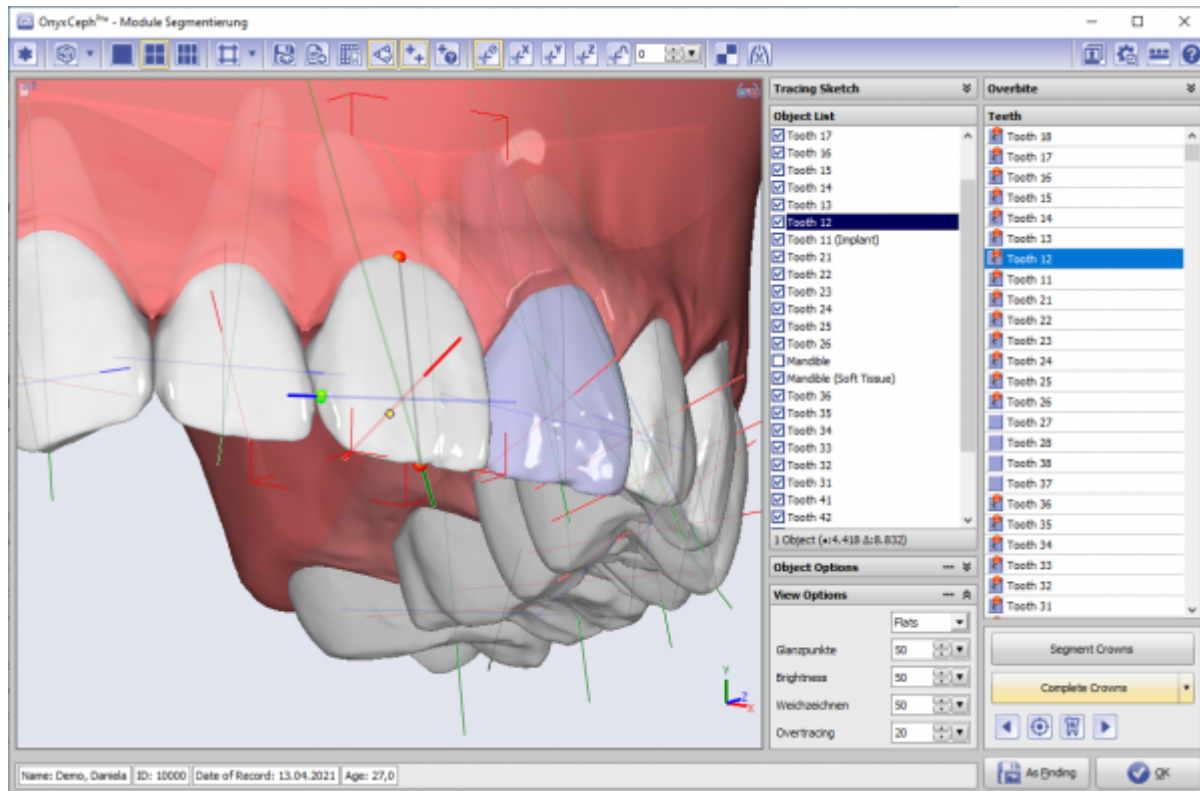 OnyxCeph³™ - Module Segmentierung
0
Tracing Sketch
Object List
Tooth 17
Tooth 16
Tooth 15
Tooth 14
Tooth 13
Tooth 12
Tooth 11 (Implant)
Tooth 21
Tooth 22
Tooth 23
Tooth 24
Tooth 25
Tooth 26
Mandible
Mandible (Soft Tissue)
Tooth 36
Tooth 35
Tooth 34
Tooth 33
Tooth 32
Tooth 31
Tooth 41
Tooth 42
1 Object (•:4.418 Δ:8.832)
Object Options
View Options
Flats
Glanzpunkte 50
Brightness 50
Weichzeichnen 50
Overtracing 20
Overbite
Teeth
Tooth 18
Tooth 17
Tooth 16
Tooth 15
Tooth 14
Tooth 13
Tooth 12
Tooth 11
Tooth 21
Tooth 22
Tooth 23
Tooth 24
Tooth 25
Tooth 26
Tooth 27
Tooth 28
Tooth 38
Tooth 37
Tooth 36
Tooth 35
Tooth 34
Tooth 33
Tooth 32
Tooth 31
Segment Crowns
Complete Crowns
Y
Z
X
Name: Demo, Daniela ID: 10000 Date of Record: 13.04.2021 Age: 27,0
As Finding
OK